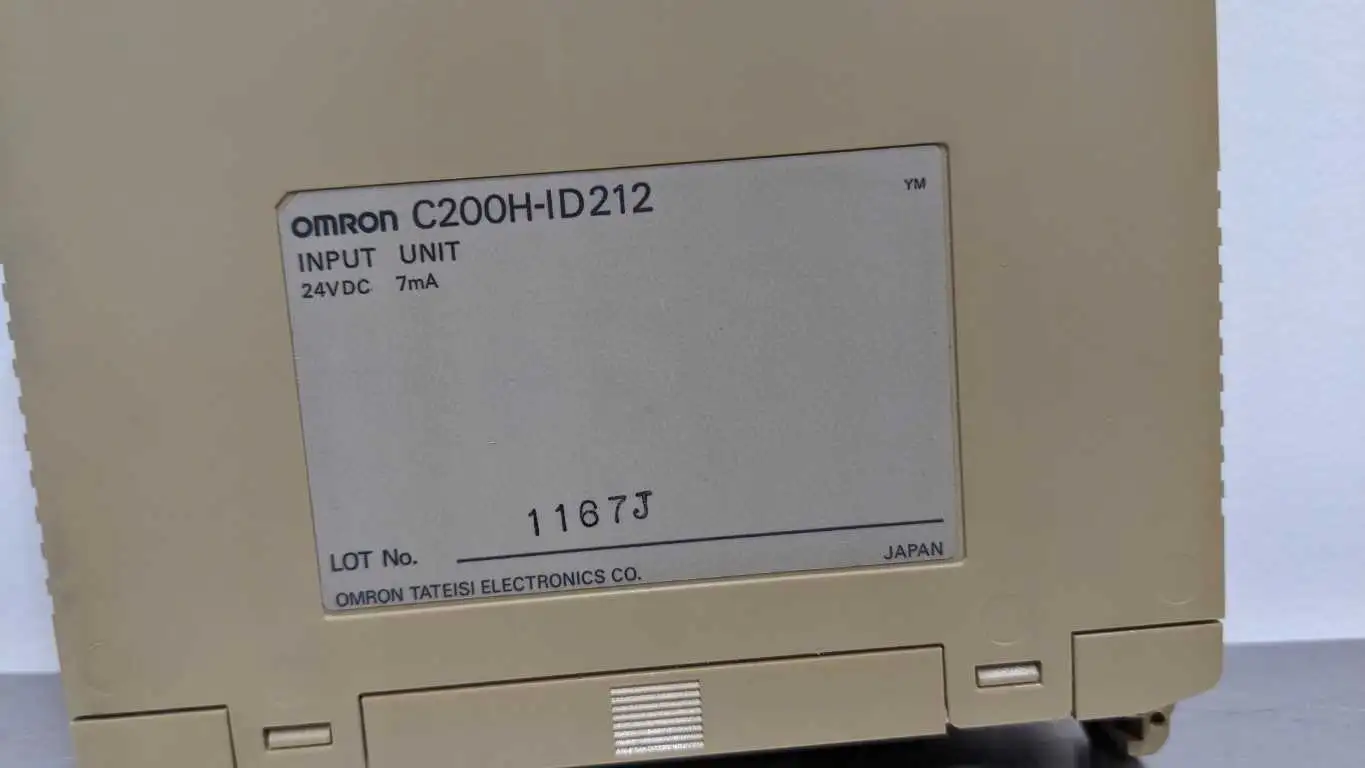 OMRON C200H-ID212
YM
INPUT UNIT
24VDC 7mA
1167J
LOT No.
OMRON TATEISI ELECTRONICS CO.
JAPAN